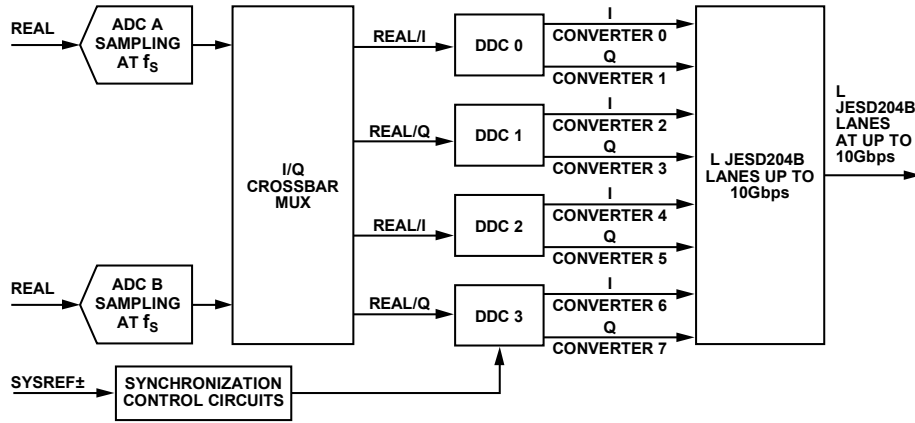 REAL
ADC A
SAMPLING
AT fS
I/Q
CROSSBAR
MUX
REAL/I
DDC 0
I
CONVERTER 0
Q
CONVERTER 1
REAL/Q
DDC 1
I
CONVERTER 2
Q
CONVERTER 3
REAL/I
DDC 2
I
CONVERTER 4
Q
CONVERTER 5
REAL/Q
DDC 3
I
CONVERTER 6
Q
CONVERTER 7
L JESD204B
LANES UP TO
10Gbps
L
JESD204B
LANES
AT UP TO
10Gbps
REAL
ADC B
SAMPLING
AT fS
SYSREF±
SYNCHRONIZATION
CONTROL CIRCUITS